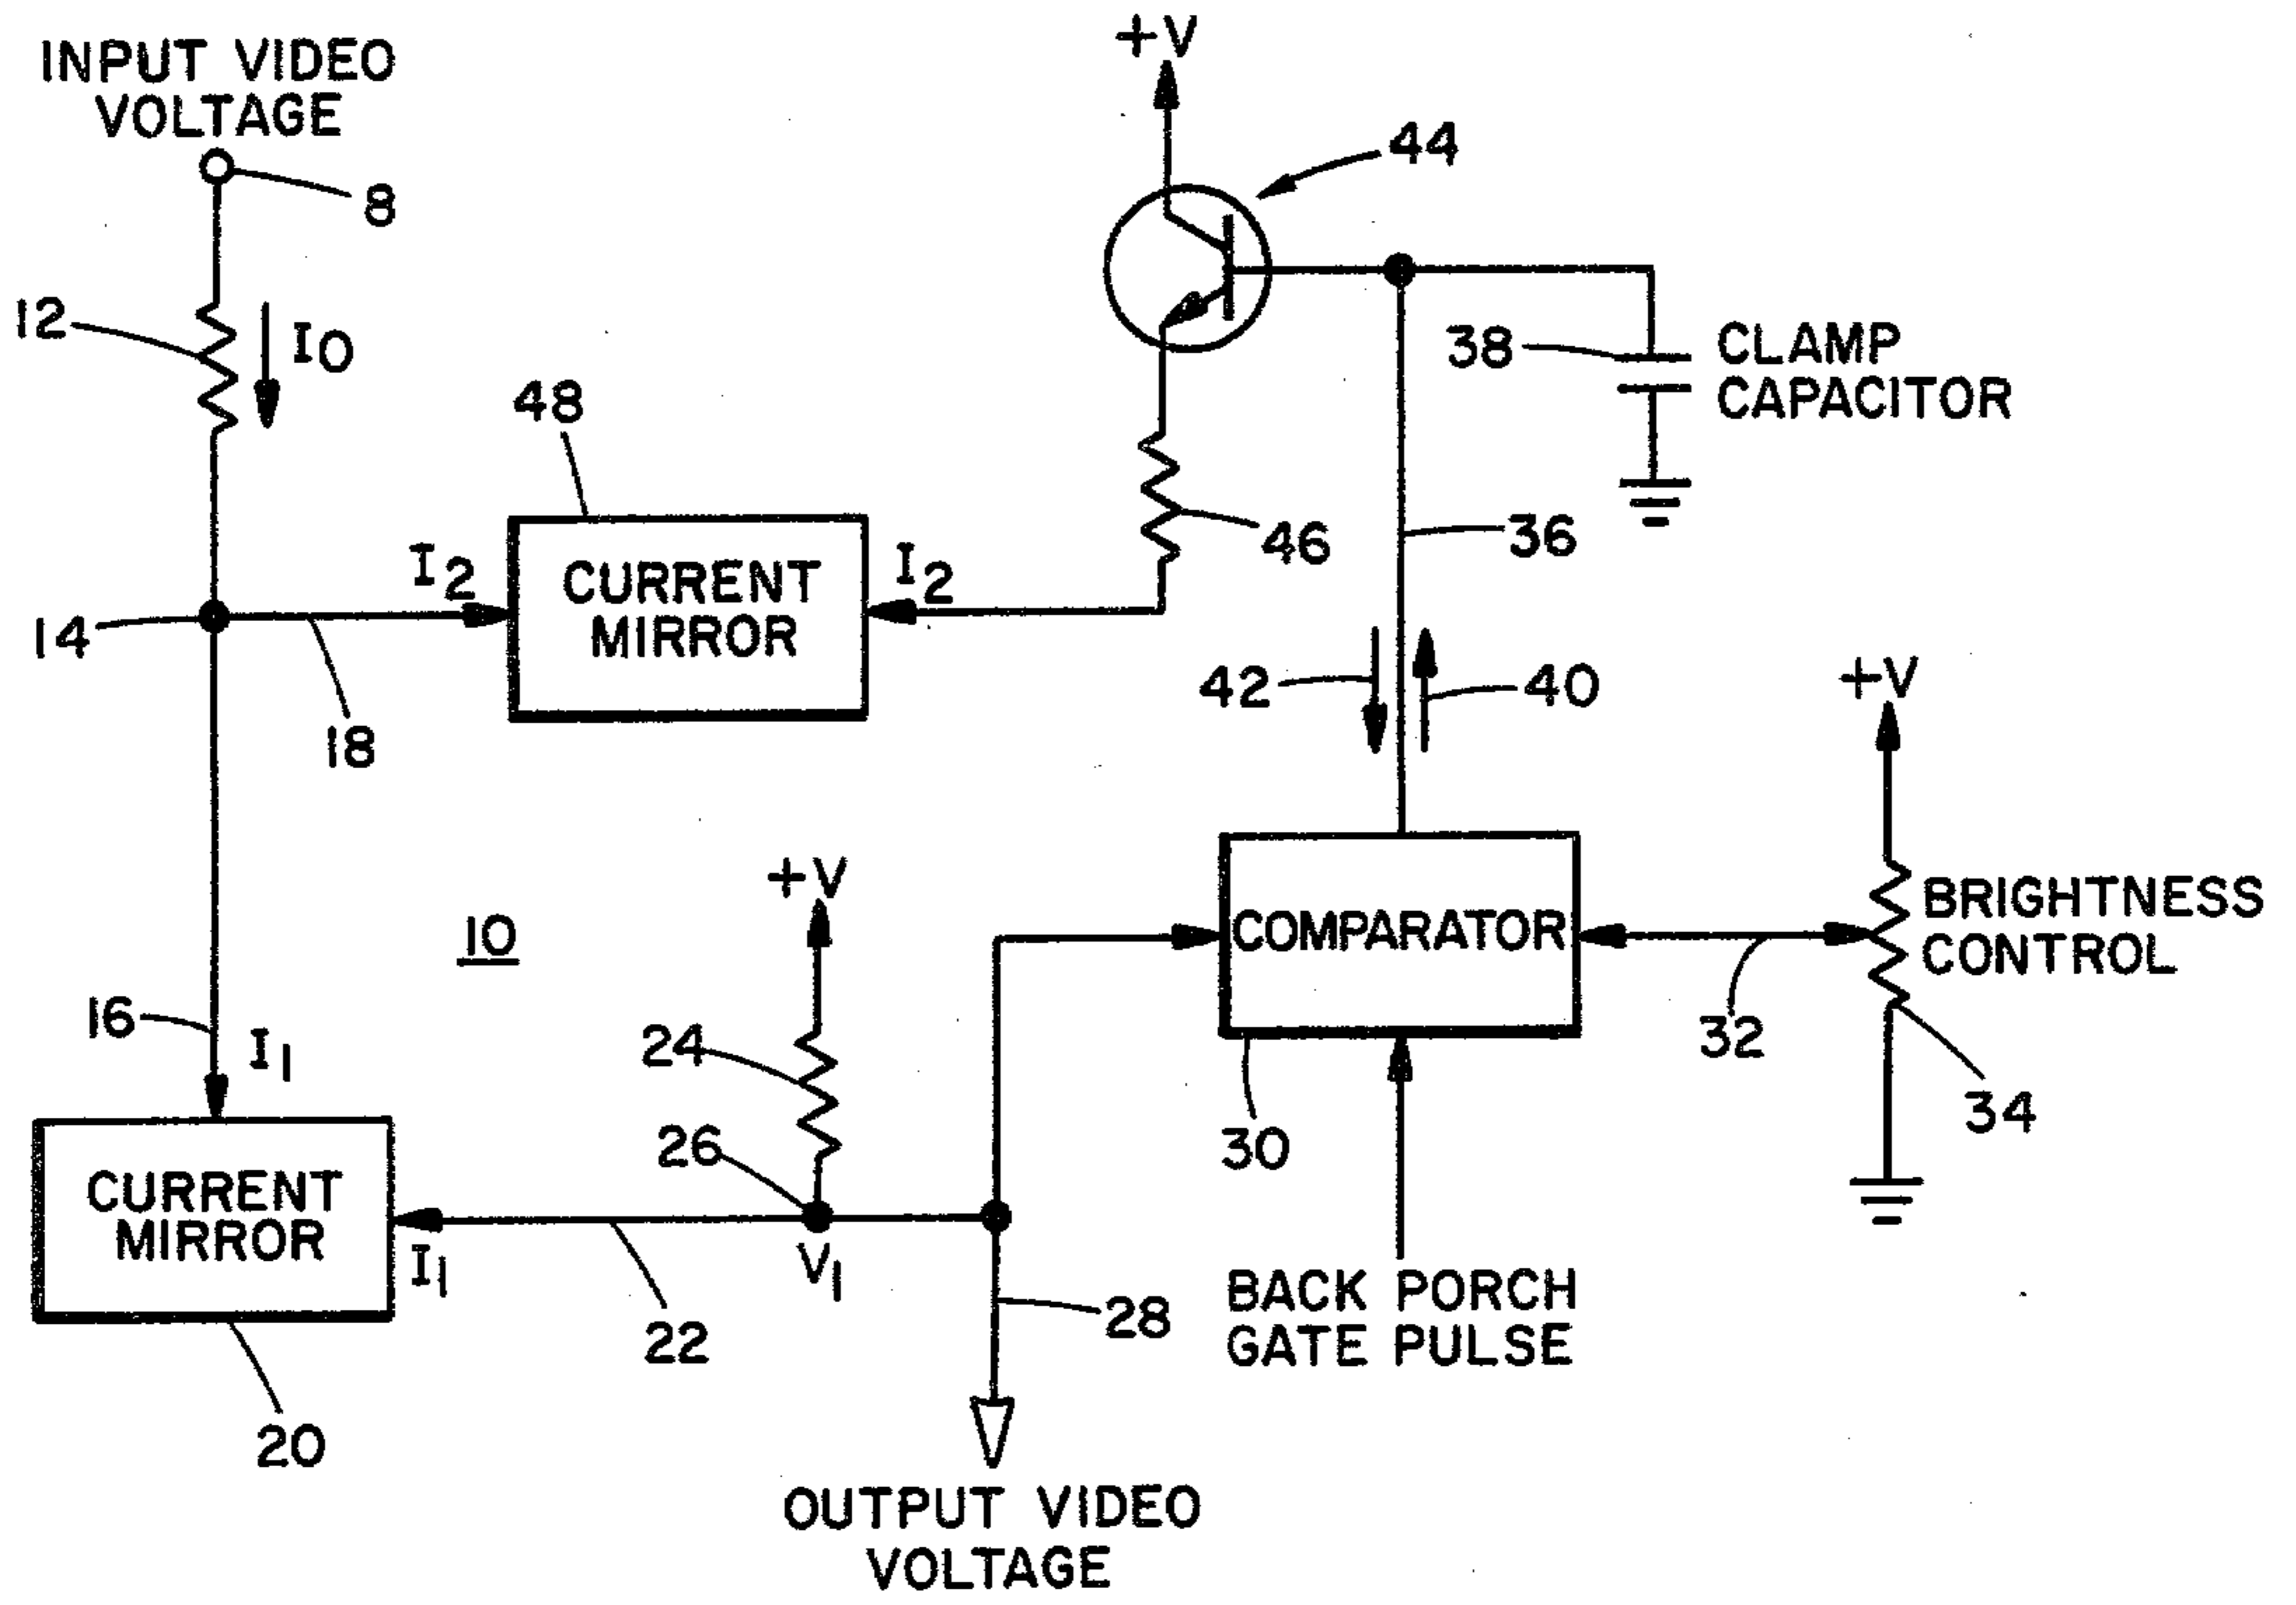 +V
INPUT VIDEO
VOLTAGE
44
8
12
I0
38
CLAMP
CAPACITOR
48
46
36
I2
CURRENT
MIRROR
I2
14
18
42
40
+V
+V
10
COMPARATOR
BRIGHTNESS
CONTROL
16
I1
24
32
34
26
30
CURRENT
MIRROR
I1
V1
22
28
BACK PORCH
GATE PULSE
20
OUTPUT VIDEO
VOLTAGE